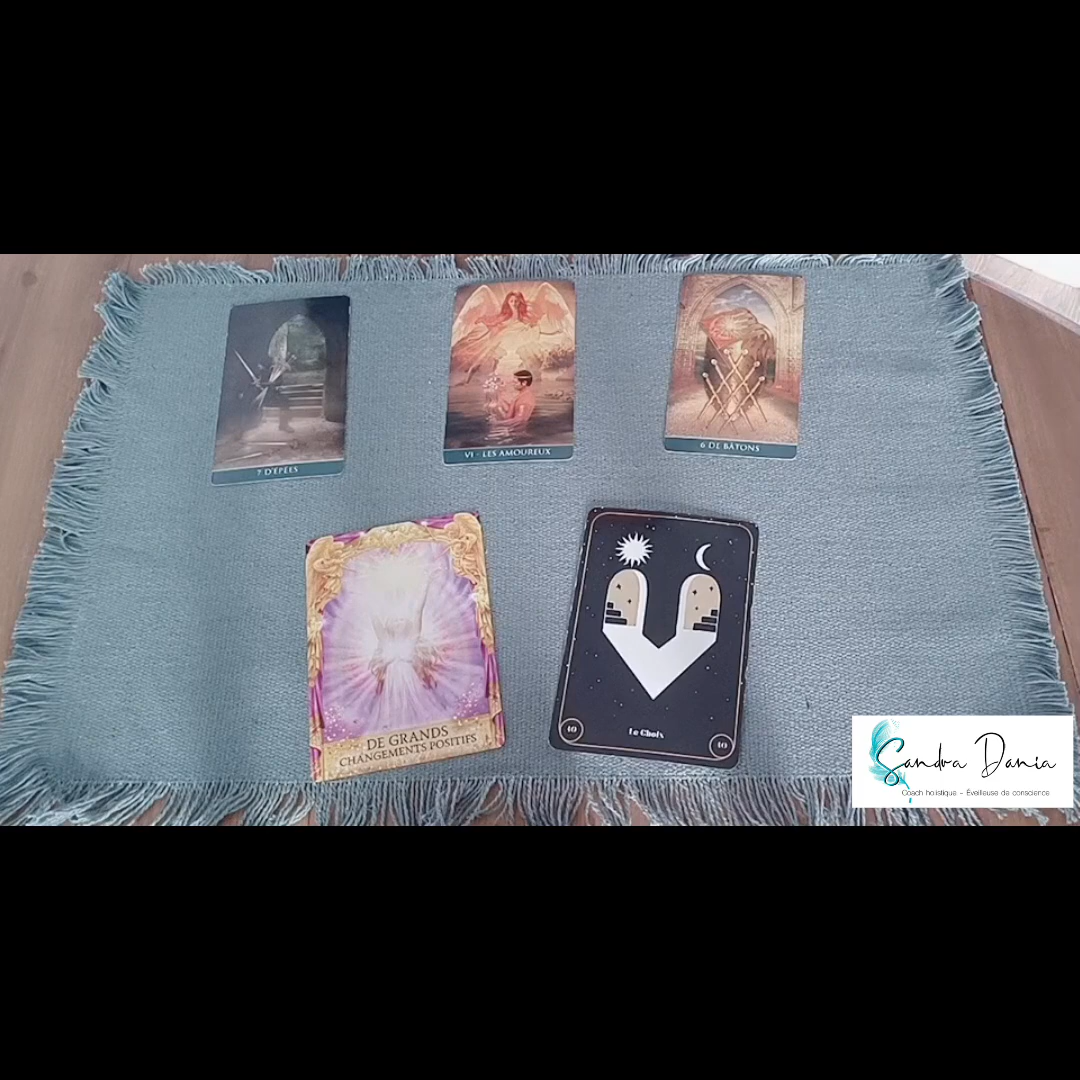 7 D'ÉPÉES
VI - LES AMOUREUX
6 DE BÂTONS
DE GRANDS
CHANGEMENTS POSITIFS
Le Choix
40
40
Sandra Dania
Coach holistique - Éveilleuse de conscience